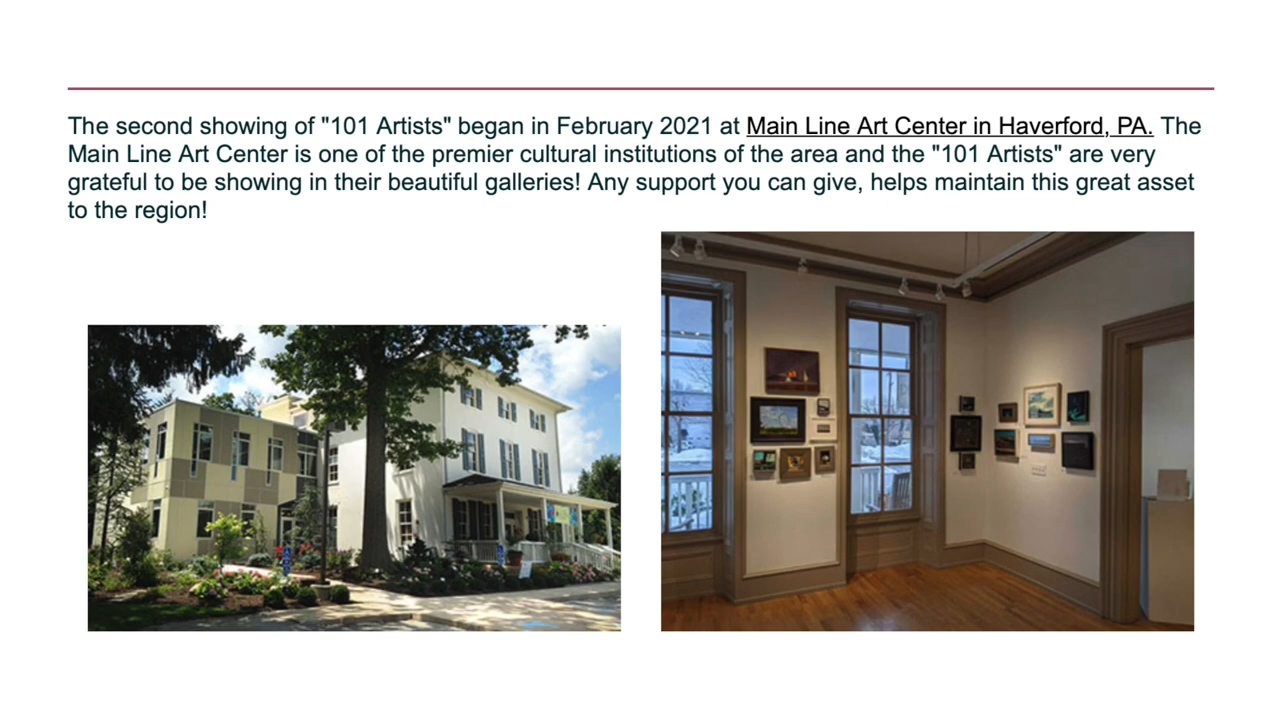 The second showing of "101 Artists" began in February 2021 at Main Line Art Center in Haverford, PA. The
Main Line Art Center is one of the premier cultural institutions of the area and the "101 Artists" are very
grateful to be showing in their beautiful galleries! Any support you can give, helps maintain this great asset
to the region!